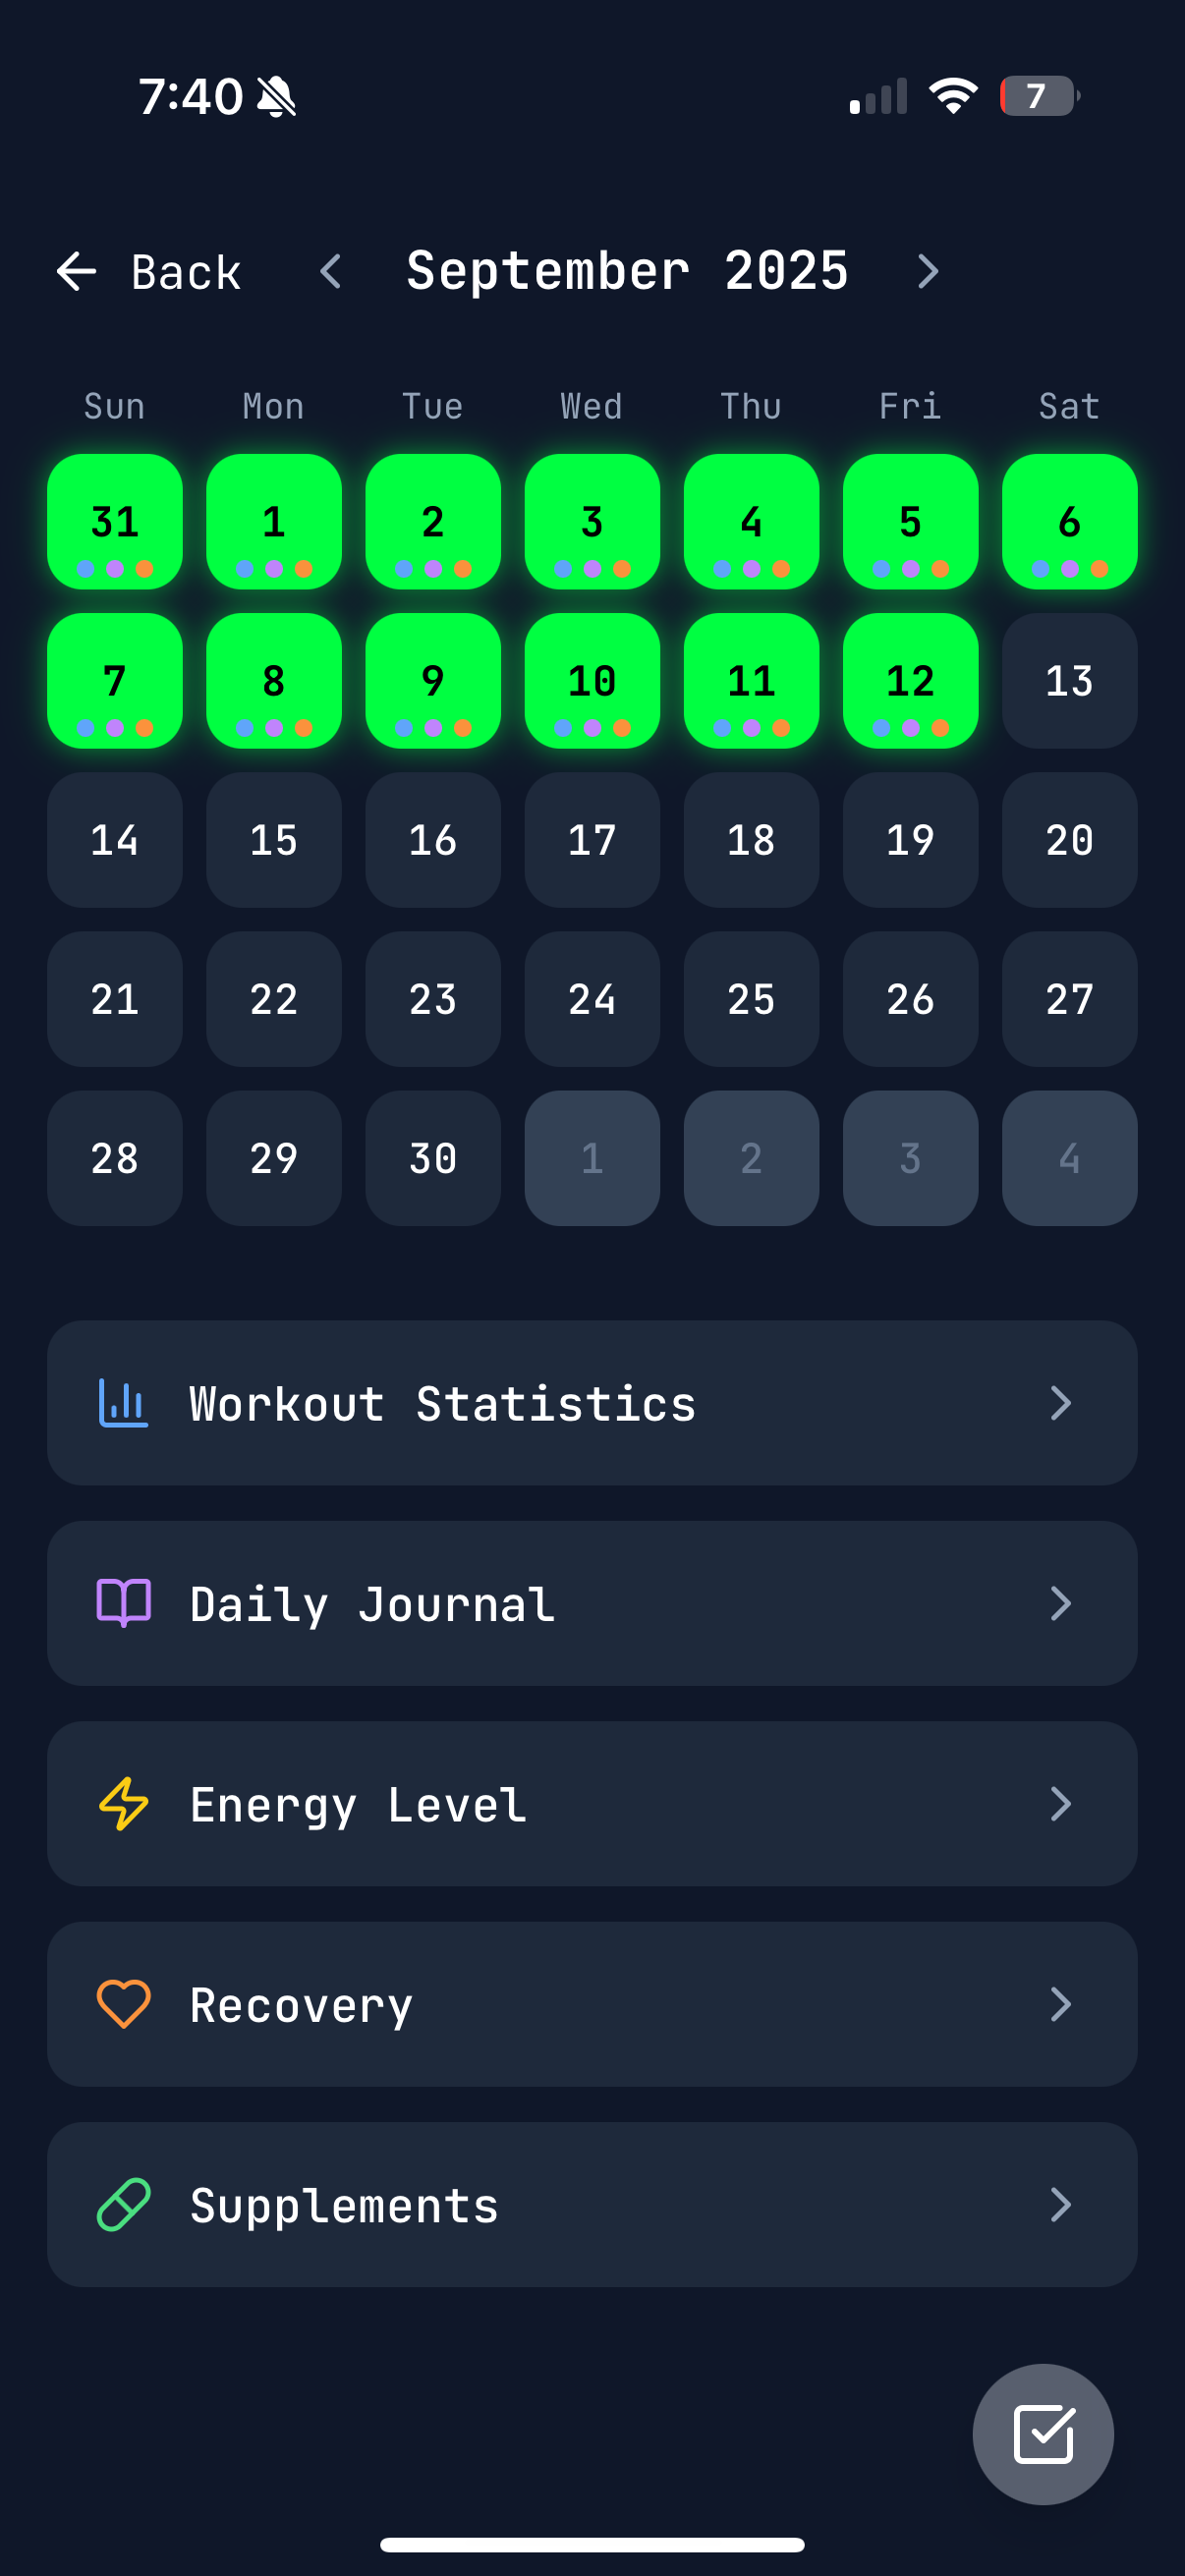 7:40
7
Back
September 2025
Sun Mon Tue Wed Thu Fri Sat
31 1 2 3 4 5 6
7 8 9 10 11 12 13
14 15 16 17 18 19 20
21 22 23 24 25 26 27
28 29 30 1 2 3 4
Workout Statistics
Daily Journal
Energy Level
Recovery
Supplements